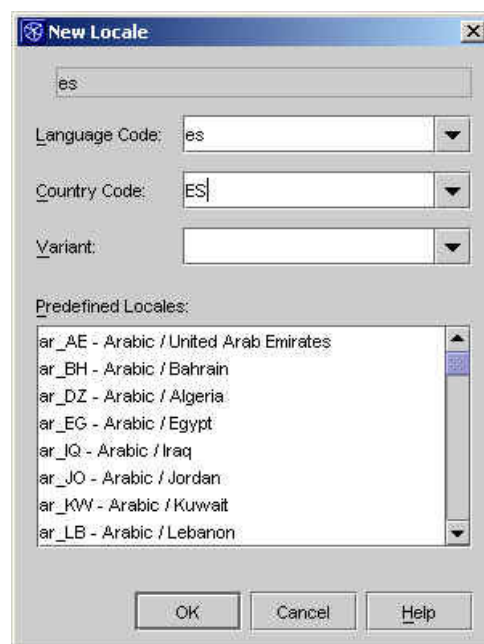 New Locale
es
Language Code: es
Country Code: ES
Variant:
Predefined Locales:
ar_AE - Arabic / United Arab Emirates
ar_BH - Arabic / Bahrain
ar_DZ - Arabic / Algeria
ar_EG - Arabic / Egypt
ar_IQ - Arabic / Iraq
ar_JO - Arabic / Jordan
ar_KW - Arabic / Kuwait
ar_LB - Arabic / Lebanon
OK Cancel Help